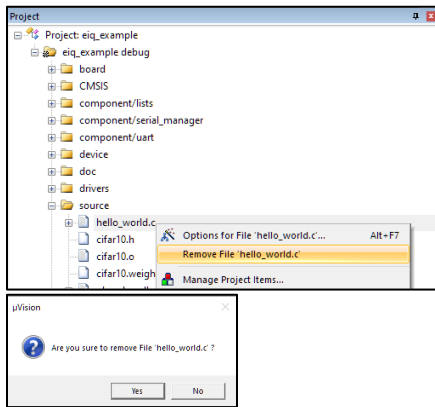 Project
Project: eiq_example
eiq_example debug
board
CMSIS
component/lists
component/serial_manager
component/uart
device
doc
drivers
source
hello_world.c
Options for File 'hello_world.c'... Alt+F7
cifar10.h
Remove File 'hello_world.c'
cifar10.o
Manage Project Items...
µVision
Are you sure to remove File 'hello_world.c' ?
Yes No